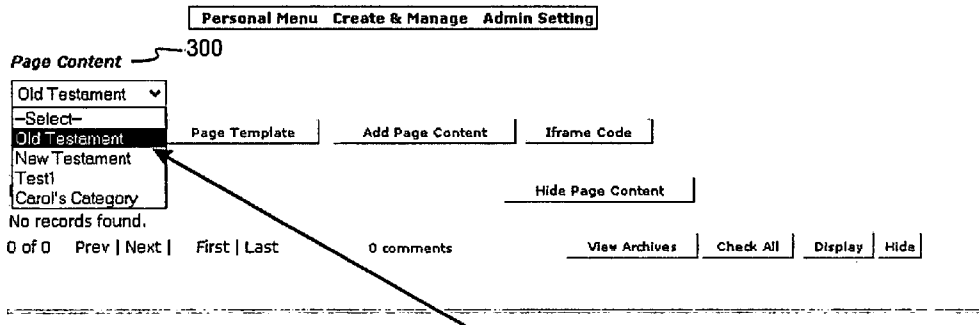 Personal Menu Create & Manage Admin Setting
300
Page Content
Old Testament
--Select--
Old Testament Page Template Add Page Content Iframe Code
New Testament
Test1
Carol's Category Hide Page Content
No records found.
0 of 0 Prev | Next | First | Last 0 comments View Archives Check All Display Hide